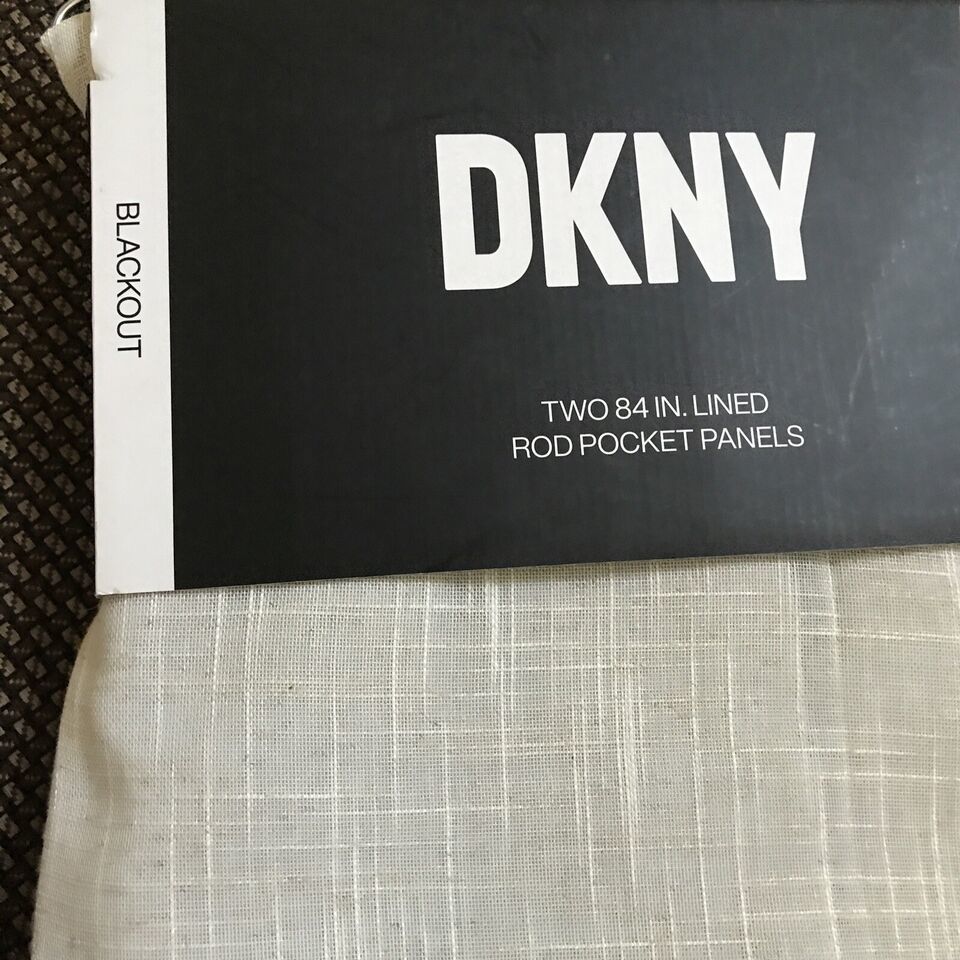 BLACKOUT
DKNY
TWO 84 IN. LINED
ROD POCKET PANELS